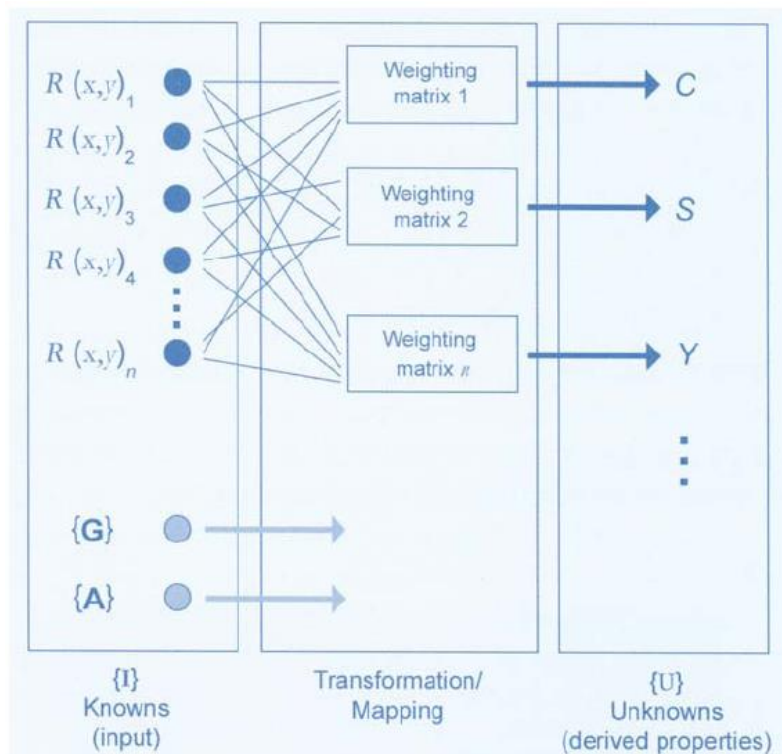 R (x,y)1
R (x,y)2
R (x,y)3
R (x,y)4
R (x,y)n
{G}
{A}
Weighting
matrix 1
Weighting
matrix 2
Weighting
matrix n
C
S
Y
{I}
Knowns
(input)
Transformation/
Mapping
{U}
Unknowns
(derived properties)